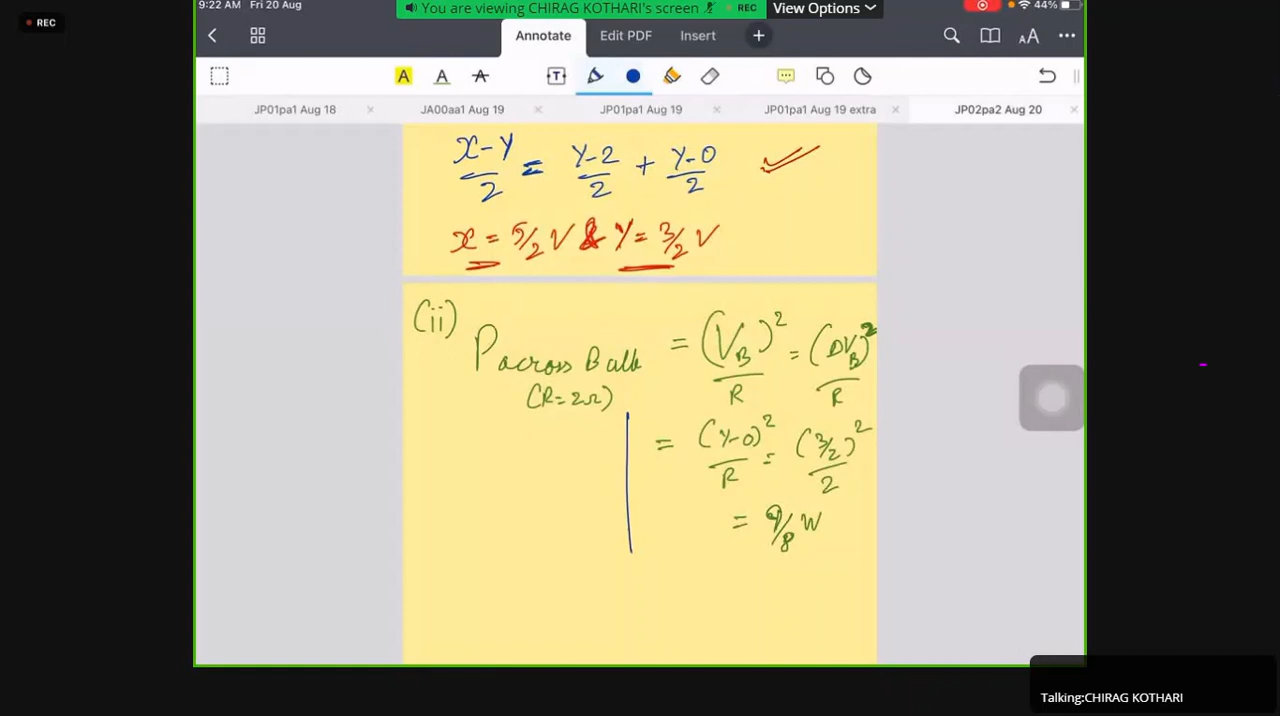 REC
9:22 AM Fri 20 Aug
You are viewing CHIRAG KOTHARI's screen REC
View Options
44%
Annotate Edit PDF Insert
AA
A A A T
JP01pa1 Aug 18 × JA00aa1 Aug 19 × JP01pa1 Aug 19 × JP01pa1 Aug 19 extra × JP02pa2 Aug 20 ×
x-y/2 = y-2/2 + y-0/2
x = 5/2 V & y = 3/2 V
(ii)
P across Bulb = (V_B)²/R = (ΔV_B)²/R
(R=2Ω)
= (y-0)²/R = (3/2)²/2
= 9/8 W
Talking:CHIRAG KOTHARI